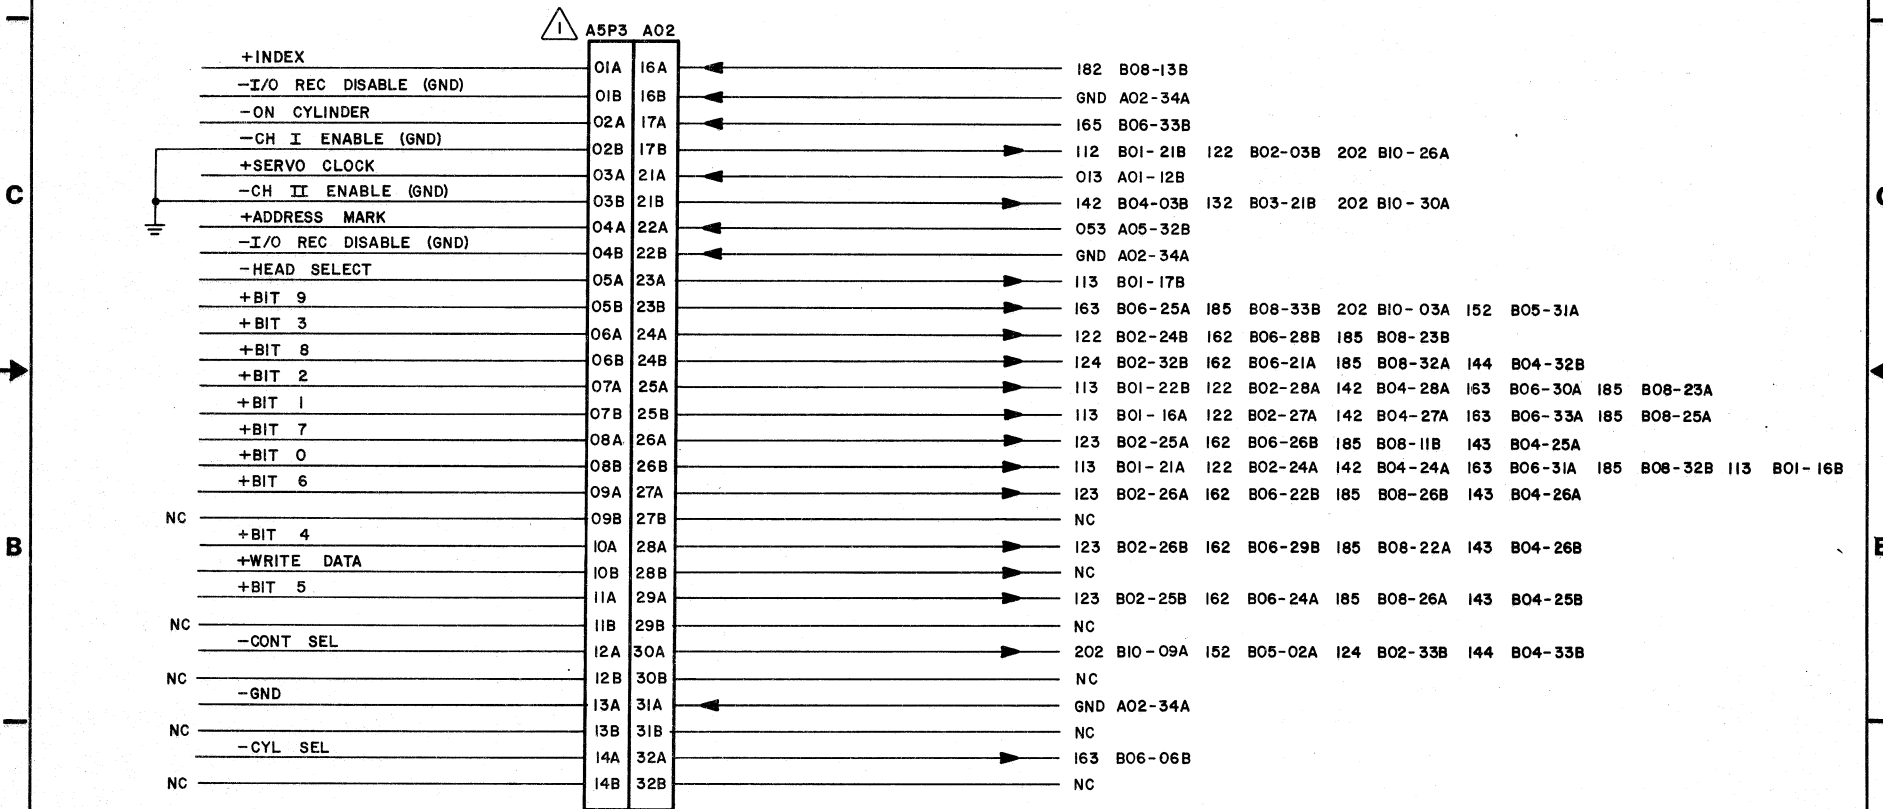 1 A5P3 A02
+INDEX 01A 16A 182 B08-13B
-I/O REC DISABLE (GND) 01B 16B GND A02-34A
-ON CYLINDER 02A 17A 165 B06-33B
-CH I ENABLE (GND) 02B 17B 112 B01-21B 122 B02-03B 202 B10-26A
+SERVO CLOCK 03A 21A 013 A01-12B
-CH II ENABLE (GND) 03B 21B 142 B04-03B 132 B03-21B 202 B10-30A
C
+ADDRESS MARK 04A 22A 053 A05-32B
-I/O REC DISABLE (GND) 04B 22B GND A02-34A
-HEAD SELECT 05A 23A 113 B01-17B
+BIT 9 05B 23B 163 B06-25A 185 B08-33B 202 B10-03A 152 B05-31A
+BIT 3 06A 24A 122 B02-24B 162 B06-28B 185 B08-23B
+BIT 8 06B 24B 124 B02-32B 162 B06-21A 185 B08-32A 144 B04-32B
+BIT 2 07A 25A 113 B01-22B 122 B02-28A 142 B04-28A 163 B06-30A 185 B08-23A
+BIT 1 07B 25B 113 B01-16A 122 B02-27A 142 B04-27A 163 B06-33A 185 B08-25A
+BIT 7 08A 26A 123 B02-25A 162 B06-26B 185 B08-11B 143 B04-25A
+BIT 0 08B 26B 113 B01-21A 122 B02-24A 142 B04-24A 163 B06-31A 185 B08-32B 113 B01-16B
+BIT 6 09A 27A 123 B02-26A 162 B06-22B 185 B08-26B 143 B04-26A
NC 09B 27B NC
B
+BIT 4 10A 28A 123 B02-26B 162 B06-29B 185 B08-22A 143 B04-26B
+WRITE DATA 10B 28B NC
+BIT 5 11A 29A 123 B02-25B 162 B06-24A 185 B08-26A 143 B04-25B
NC 11B 29B NC
-CONT SEL 12A 30A 202 B10-09A 152 B05-02A 124 B02-33B 144 B04-33B
NC 12B 30B NC
-GND 13A 31A GND A02-34A
NC 13B 31B NC
-CYL SEL 14A 32A 163 B06-06B
NC 14B 32B NC